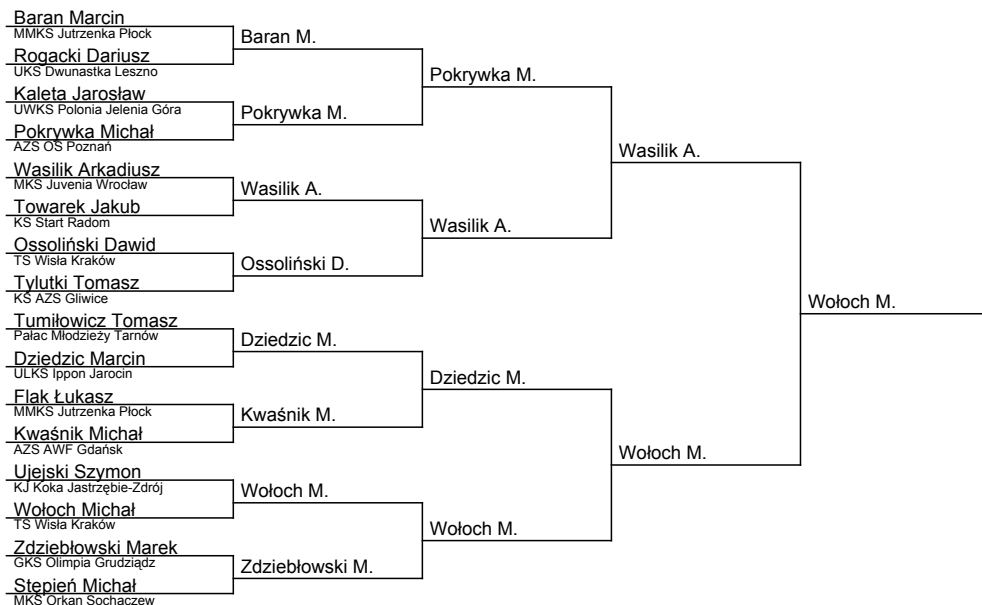 Baran Marcin
MMKS Jutrzenka Płock
Rogacki Dariusz
UKS Dwunastka Leszno
Kaleta Jarosław
UWKS Polonia Jelenia Góra
Pokrywka Michał
AZS OŚ Poznań
Wasilik Arkadiusz
MKS Juvenia Wrocław
Towarek Jakub
KS Start Radom
Ossoliński Dawid
TS Wisła Kraków
Tylutki Tomasz
KŚ AZS Gliwice
Tumiłowicz Tomasz
Pałac Młodzieży Tarnów
Dziedzic Marcin
ULKS Ippon Jarocin
Flak Łukasz
MMKS Jutrzenka Płock
Kwaśnik Michał
AZS AWF Gdańsk
Ujejski Szymon
KJ Koka Jastrzębie-Zdrój
Wołoch Michał
TS Wisła Kraków
Zdziebłowski Marek
GKS Olimpia Grudziądz
Stępień Michał
MKS Orkan Sochaczew
Baran M.
Pokrywka M.
Wasilik A.
Ossoliński D.
Dziedzic M.
Kwaśnik M.
Wołoch M.
Zdziebłowski M.
Pokrywka M.
Wasilik A.
Dziedzic M.
Wołoch M.
Wasilik A.
Wołoch M.
Wołoch M.